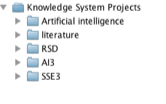 Knowledge System Projects
Artificial intelligence
literature
RSD
AI3
SSE3